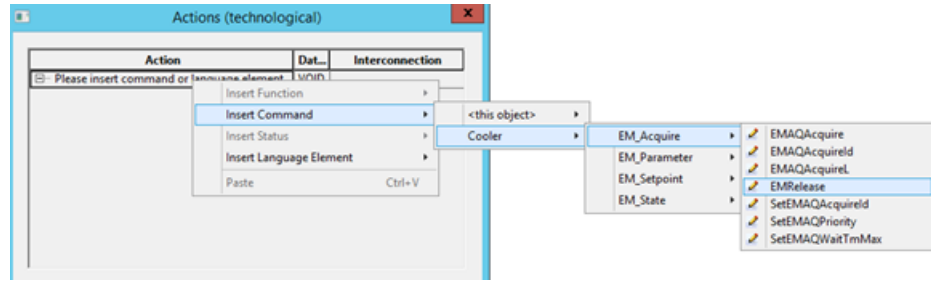 Actions (technological)
x
Action Dat... Interconnection
Please insert command or language element VOID
Insert Function
Insert Command
Insert Status
Insert Language Element
Paste Ctrl+V
<this object>
Cooler
EM_Acquire
EM_Parameter
EM_Setpoint
EM_State
EMAQAcquire
EMAQAcquireId
EMAQAcquireL
EMRelease
SetEMAQAcquireId
SetEMAQPriority
SetEMAQWaitTmMax